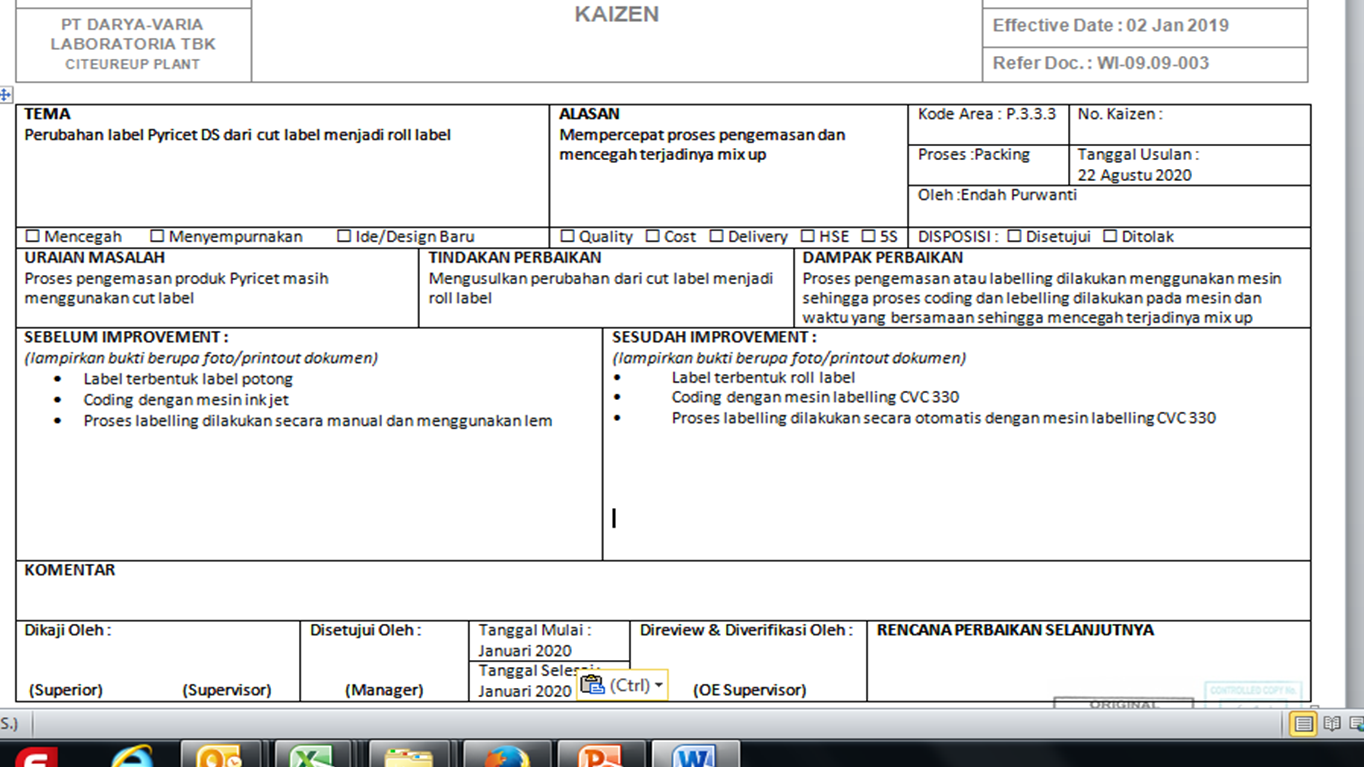 KAIZEN
PT DARYA-VARIA
LABORATORIA TBK
CITEUREUP PLANT
Effective Date : 02 Jan 2019
Refer Doc. : WI-09.09-003
TEMA
Perubahan label Pyricet DS dari cut label menjadi roll label
ALASAN
Mempercepat proses pengemasan dan
mencegah terjadinya mix up
Kode Area : P.3.3.3
No. Kaizen :
Proses :Packing
Tanggal Usulan :
22 Agustu 2020
Oleh :Endah Purwanti
☐ Mencegah ☐ Menyempurnakan ☐ Ide/Design Baru
☐ Quality ☐ Cost ☐ Delivery ☐ HSE ☐ 5S
DISPOSISI : ☐ Disetujui ☐ Ditolak
URAIAN MASALAH
Proses pengemasan produk Pyricet masih
menggunakan cut label
TINDAKAN PERBAIKAN
Mengusulkan perubahan dari cut label menjadi
roll label
DAMPAK PERBAIKAN
Proses pengemasan atau labelling dilakukan menggunakan mesin
sehingga proses coding dan lebelling dilakukan pada mesin dan
waktu yang bersamaan sehingga mencegah terjadinya mix up
SEBELUM IMPROVEMENT :
(lampirkan bukti berupa foto/printout dokumen)
• Label terbentuk label potong
• Coding dengan mesin ink jet
• Proses labelling dilakukan secara manual dan menggunakan lem
SESUDAH IMPROVEMENT :
(lampirkan bukti berupa foto/printout dokumen)
• Label terbentuk roll label
• Coding dengan mesin labelling CVC 330
• Proses labelling dilakukan secara otomatis dengan mesin labelling CVC 330
KOMENTAR
Dikaji Oleh :
(Superior) (Supervisor)
Disetujui Oleh :
(Manager)
Tanggal Mulai :
Januari 2020
Tanggal Selesai :
Januari 2020
(Ctrl)
Direview & Diverifikasi Oleh :
(OE Supervisor)
RENCANA PERBAIKAN SELANJUTNYA
ORIGINAL
CONTROLLED COPY No.
S.)